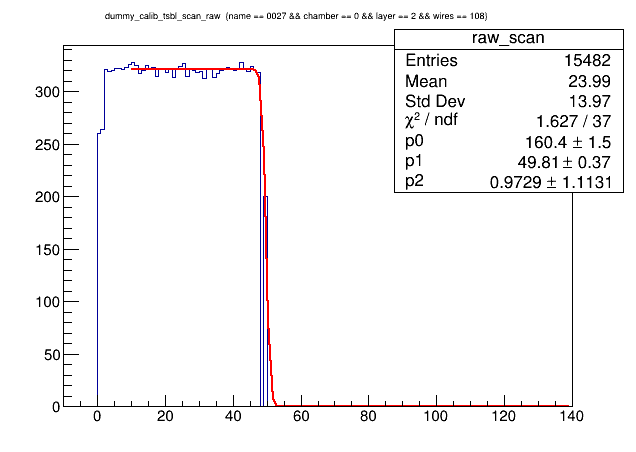 dummy_calib_tsbl_scan_raw (name == 0027 && chamber == 0 && layer == 2 && wires == 108)
raw_scan
Entries 15482
Mean 23.99
Std Dev 13.97
χ² / ndf 1.627 / 37
p0 160.4 ± 1.5
p1 49.81 ± 0.37
p2 0.9729 ± 1.1131
300
250
200
150
100
50
0
0 20 40 60 80 100 120 140